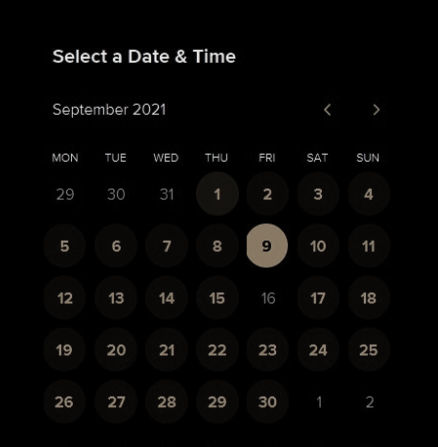 Select a Date & Time
September 2021
MON TUE WED THU FRI SAT SUN
29 30 31 1 2 3 4
5 6 7 8 9 10 11
12 13 14 15 16 17 18
19 20 21 22 23 24 25
26 27 28 29 30 1 2